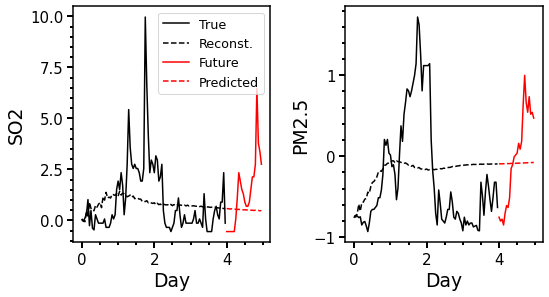 10.0
7.5
5.0
2.5
0.0
SO2
True
Reconst.
Future
Predicted
0
2
4
Day
1
0
−1
PM2.5
0
2
4
Day